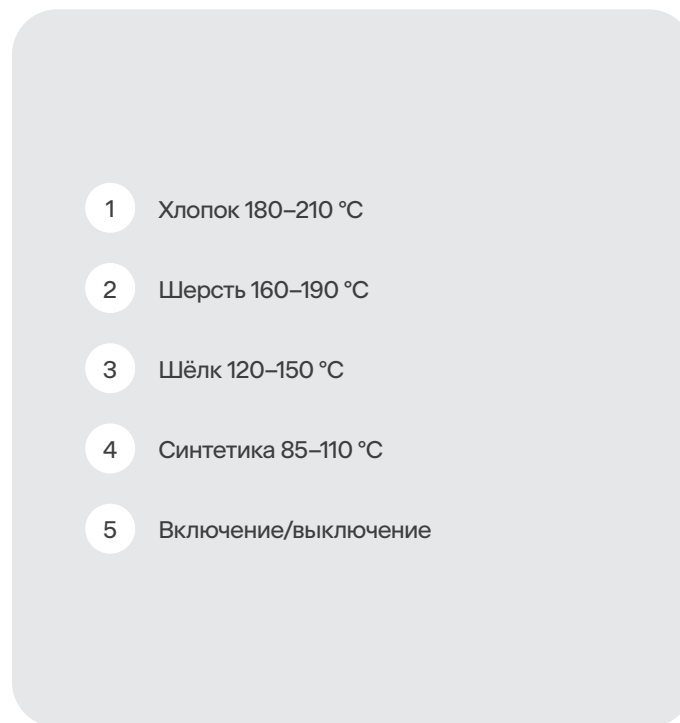 1 Хлопок 180–210 °C
2 Шерсть 160–190 °C
3 Шёлк 120–150 °C
4 Синтетика 85–110 °C
5 Включение/выключение